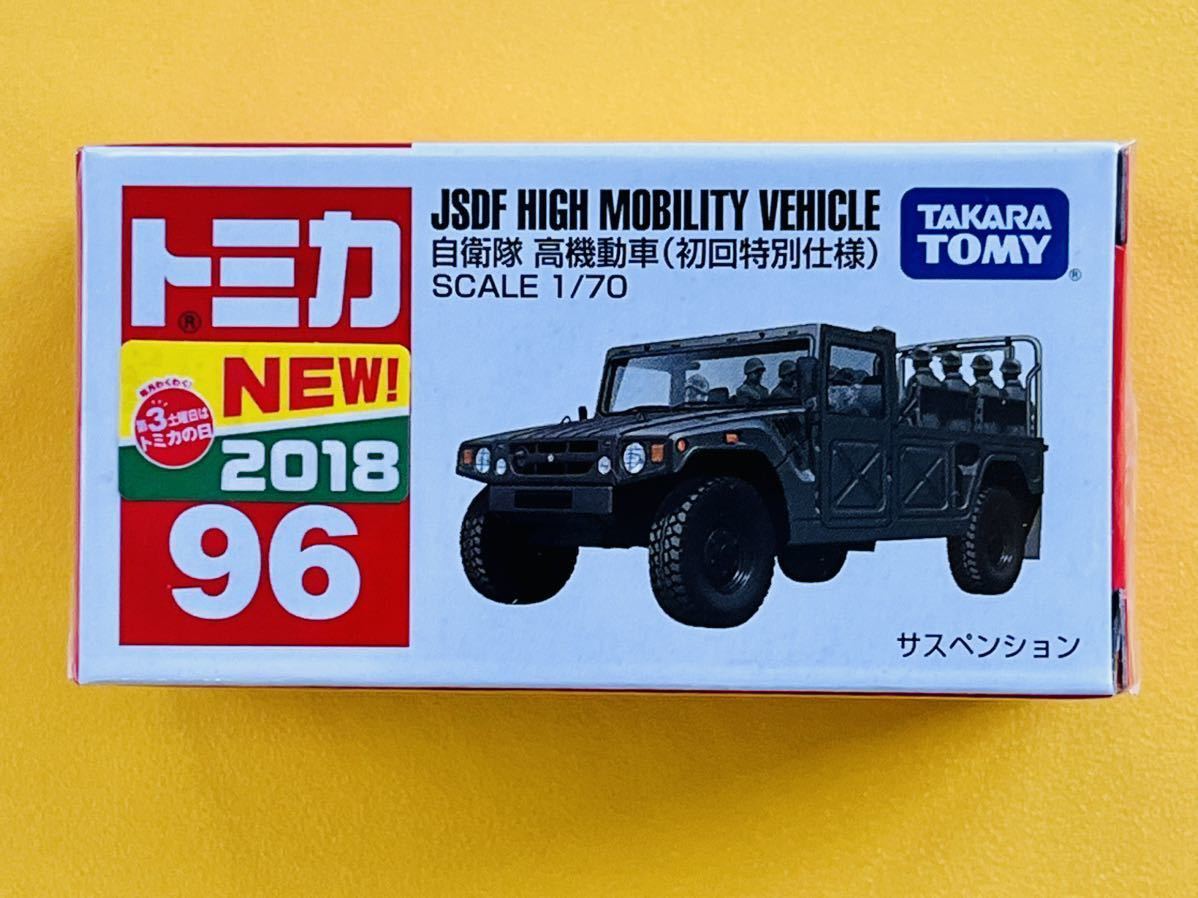 トミカ
®
NEW!
毎月わくわく!
第3土曜日は
トミカの日
2018
96
JSDF HIGH MOBILITY VEHICLE
自衛隊 高機動車(初回特別仕様)
SCALE 1/70
TAKARA
TOMY
®
サスペンション